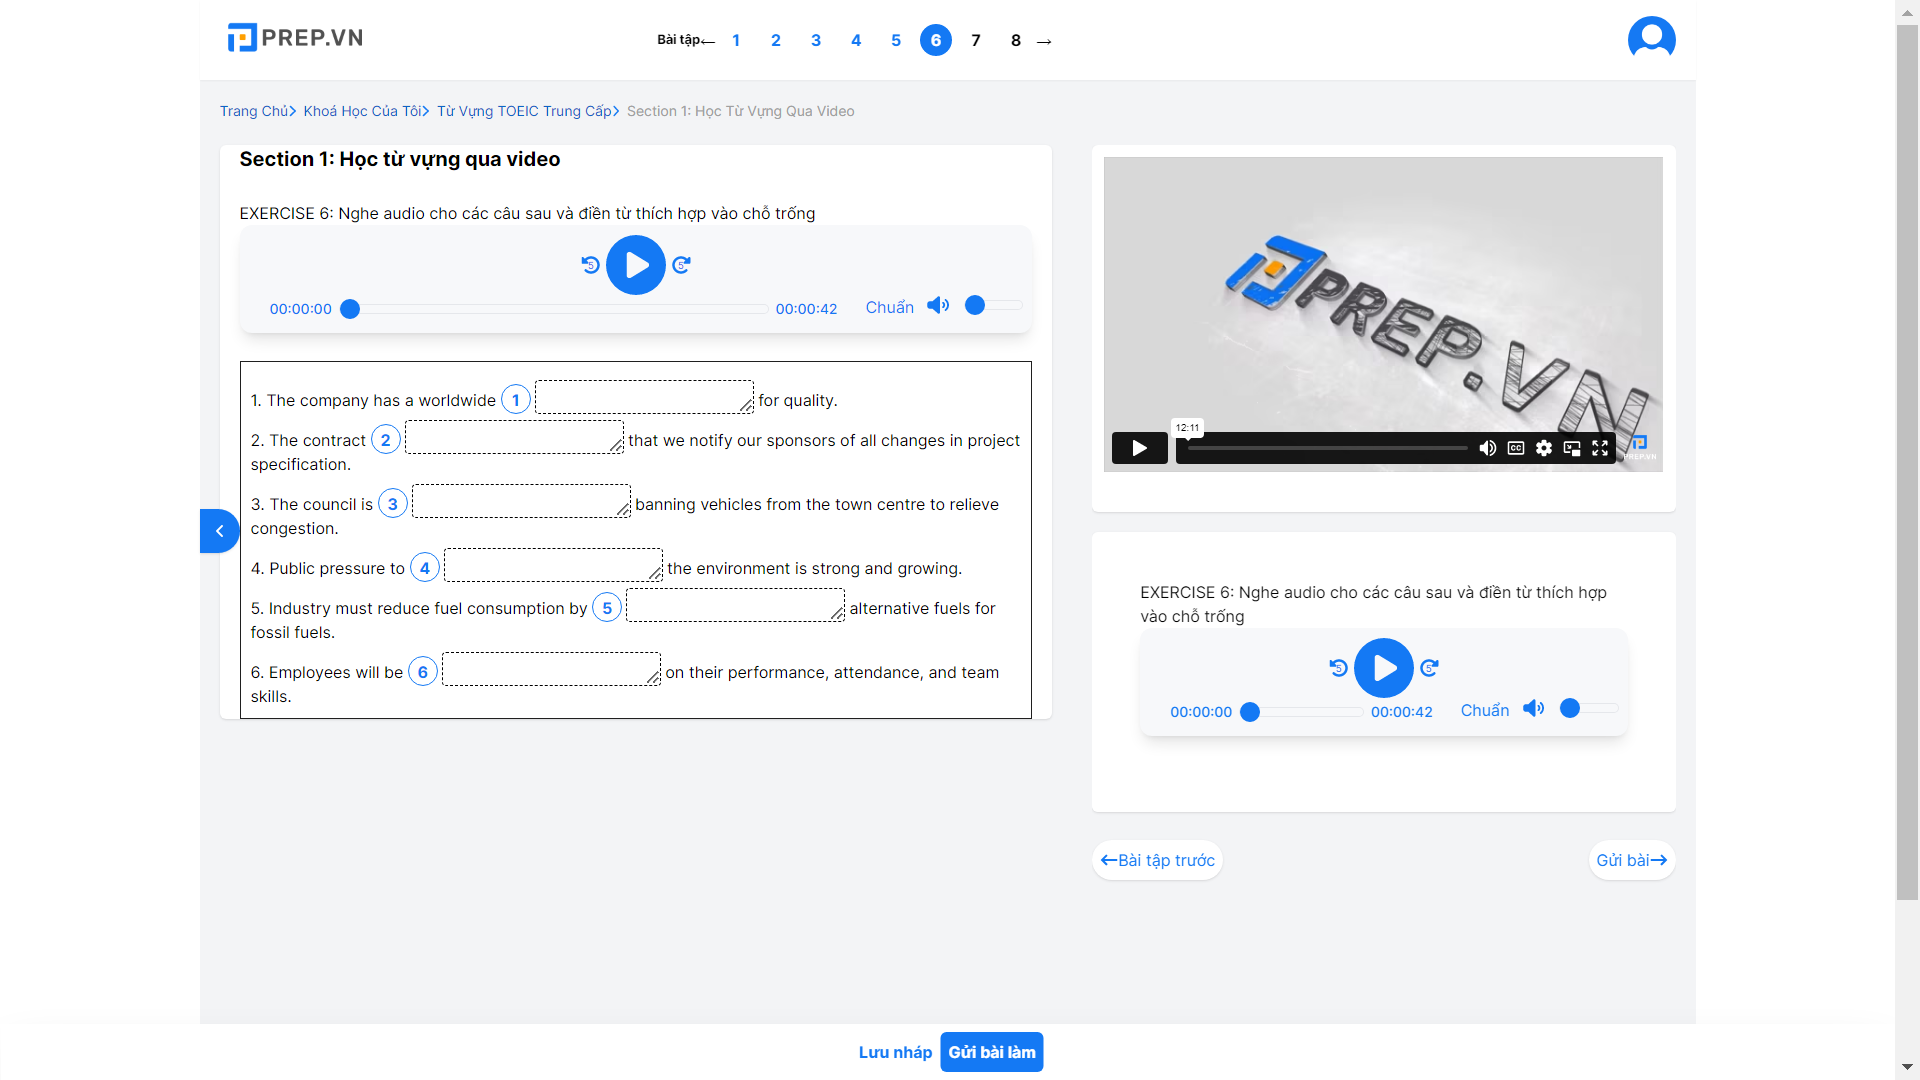 PREP.VN
Bài tập← 1 2 3 4 5 6 7 8 →
Trang Chủ> Khoá Học Của Tôi> Từ Vựng TOEIC Trung Cấp> Section 1: Học Từ Vựng Qua Video
Section 1: Học từ vựng qua video
EXERCISE 6: Nghe audio cho các câu sau và điền từ thích hợp vào chỗ trống
5 5
00:00:00 00:00:42 Chuẩn
1. The company has a worldwide 1 for quality.
2. The contract 2 that we notify our sponsors of all changes in project
specification.
3. The council is 3 banning vehicles from the town centre to relieve
congestion.
4. Public pressure to 4 the environment is strong and growing.
5. Industry must reduce fuel consumption by 5 alternative fuels for
fossil fuels.
6. Employees will be 6 on their performance, attendance, and team
skills.
PREP.VN
12:11
CC
PREP.VN
EXERCISE 6: Nghe audio cho các câu sau và điền từ thích hợp
vào chỗ trống
5 5
00:00:00 00:00:42 Chuẩn
←Bài tập trước Gửi bài→
Lưu nháp Gửi bài làm